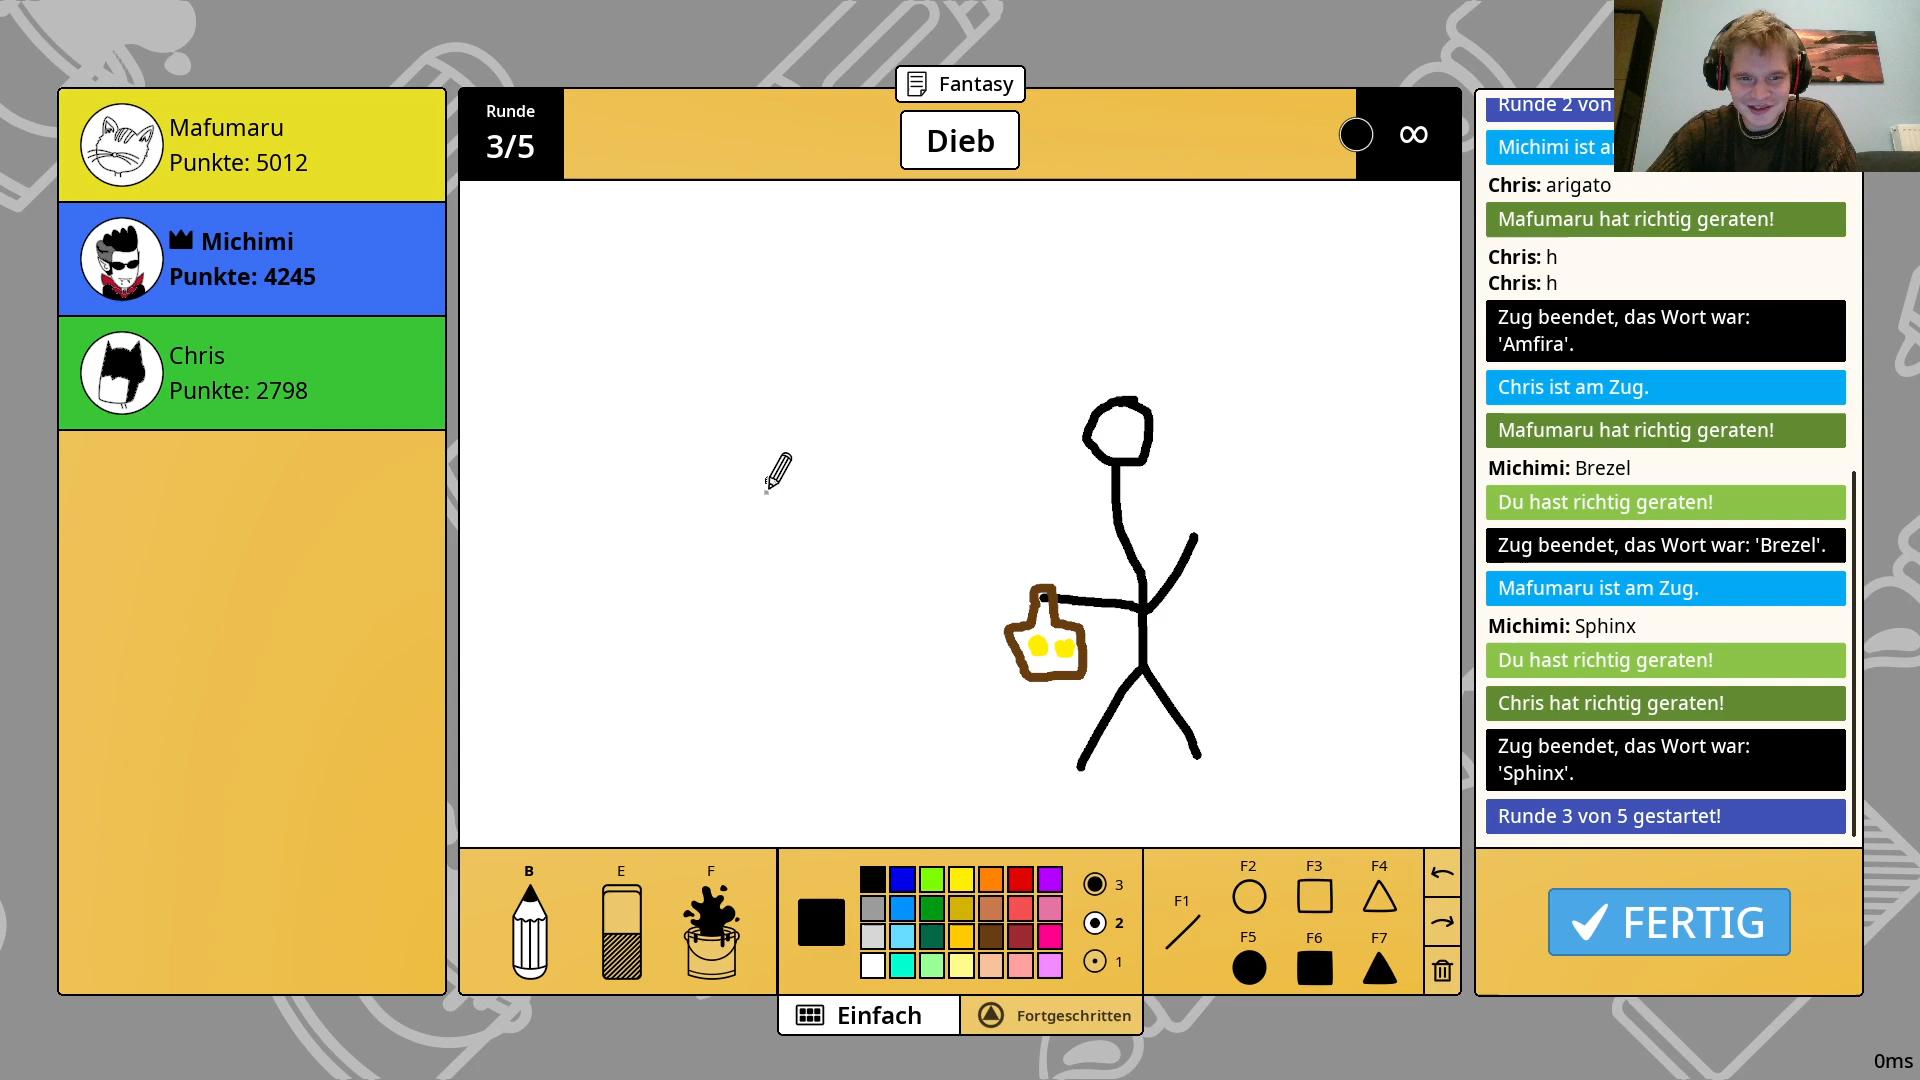 Mafumaru
Punkte: 5012
Michimi
Punkte: 4245
Chris
Punkte: 2798
Runde
3/5
Fantasy
Dieb
∞
Runde 2 von
Michimi ist a
Chris: arigato
Mafumaru hat richtig geraten!
Chris: h
Chris: h
Zug beendet, das Wort war:
'Amfira'.
Chris ist am Zug.
Mafumaru hat richtig geraten!
Michimi: Brezel
Du hast richtig geraten!
Zug beendet, das Wort war: 'Brezel'.
Mafumaru ist am Zug.
Michimi: Sphinx
Du hast richtig geraten!
Chris hat richtig geraten!
Zug beendet, das Wort war:
'Sphinx'.
Runde 3 von 5 gestartet!
B
E
F
3
2
1
F1
F2
F3
F4
F5
F6
F7
FERTIG
Einfach
Fortgeschritten
0ms